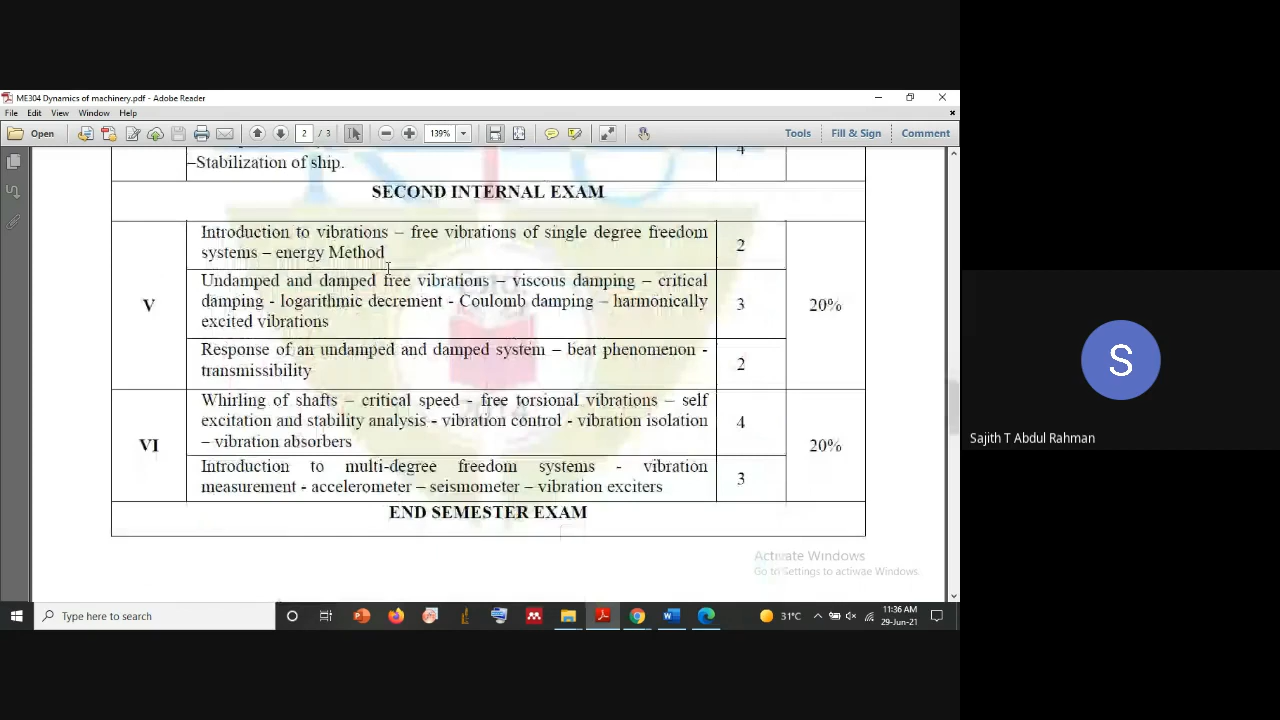 ME304 Dynamics of machinery.pdf - Adobe Reader
File Edit View Window Help
Open 2 / 3 139% Tools Fill & Sign Comment
4
–Stabilization of ship.
SECOND INTERNAL EXAM
Introduction to vibrations – free vibrations of single degree freedom
systems – energy Method
2
Undamped and damped free vibrations – viscous damping – critical
damping - logarithmic decrement - Coulomb damping – harmonically
excited vibrations
V
3
20%
Response of an undamped and damped system – beat phenomenon -
transmissibility
2
Whirling of shafts – critical speed - free torsional vibrations – self
excitation and stability analysis - vibration control - vibration isolation
– vibration absorbers
4
VI
20%
Introduction to multi-degree freedom systems - vibration
measurement - accelerometer – seismometer – vibration exciters
3
END SEMESTER EXAM
2014
Activate Windows
Go to Settings to activate Windows.
Type here to search
31°C
11:36 AM
29-Jun-21
S
Sajith T Abdul Rahman